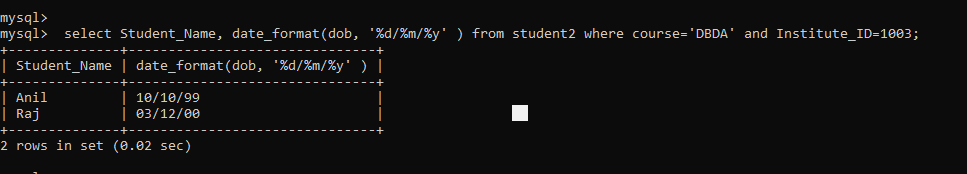 mysql>
mysql>  select Student_Name, date_format(dob, '%d/%m/%y' ) from student2 where course='DBDA' and Institute_ID=1003;
+--------------+-------------------------------+
| Student_Name | date_format(dob, '%d/%m/%y' ) |
+--------------+-------------------------------+
| Anil         | 10/10/99                      |
| Raj          | 03/12/00                      |
+--------------+-------------------------------+
2 rows in set (0.02 sec)